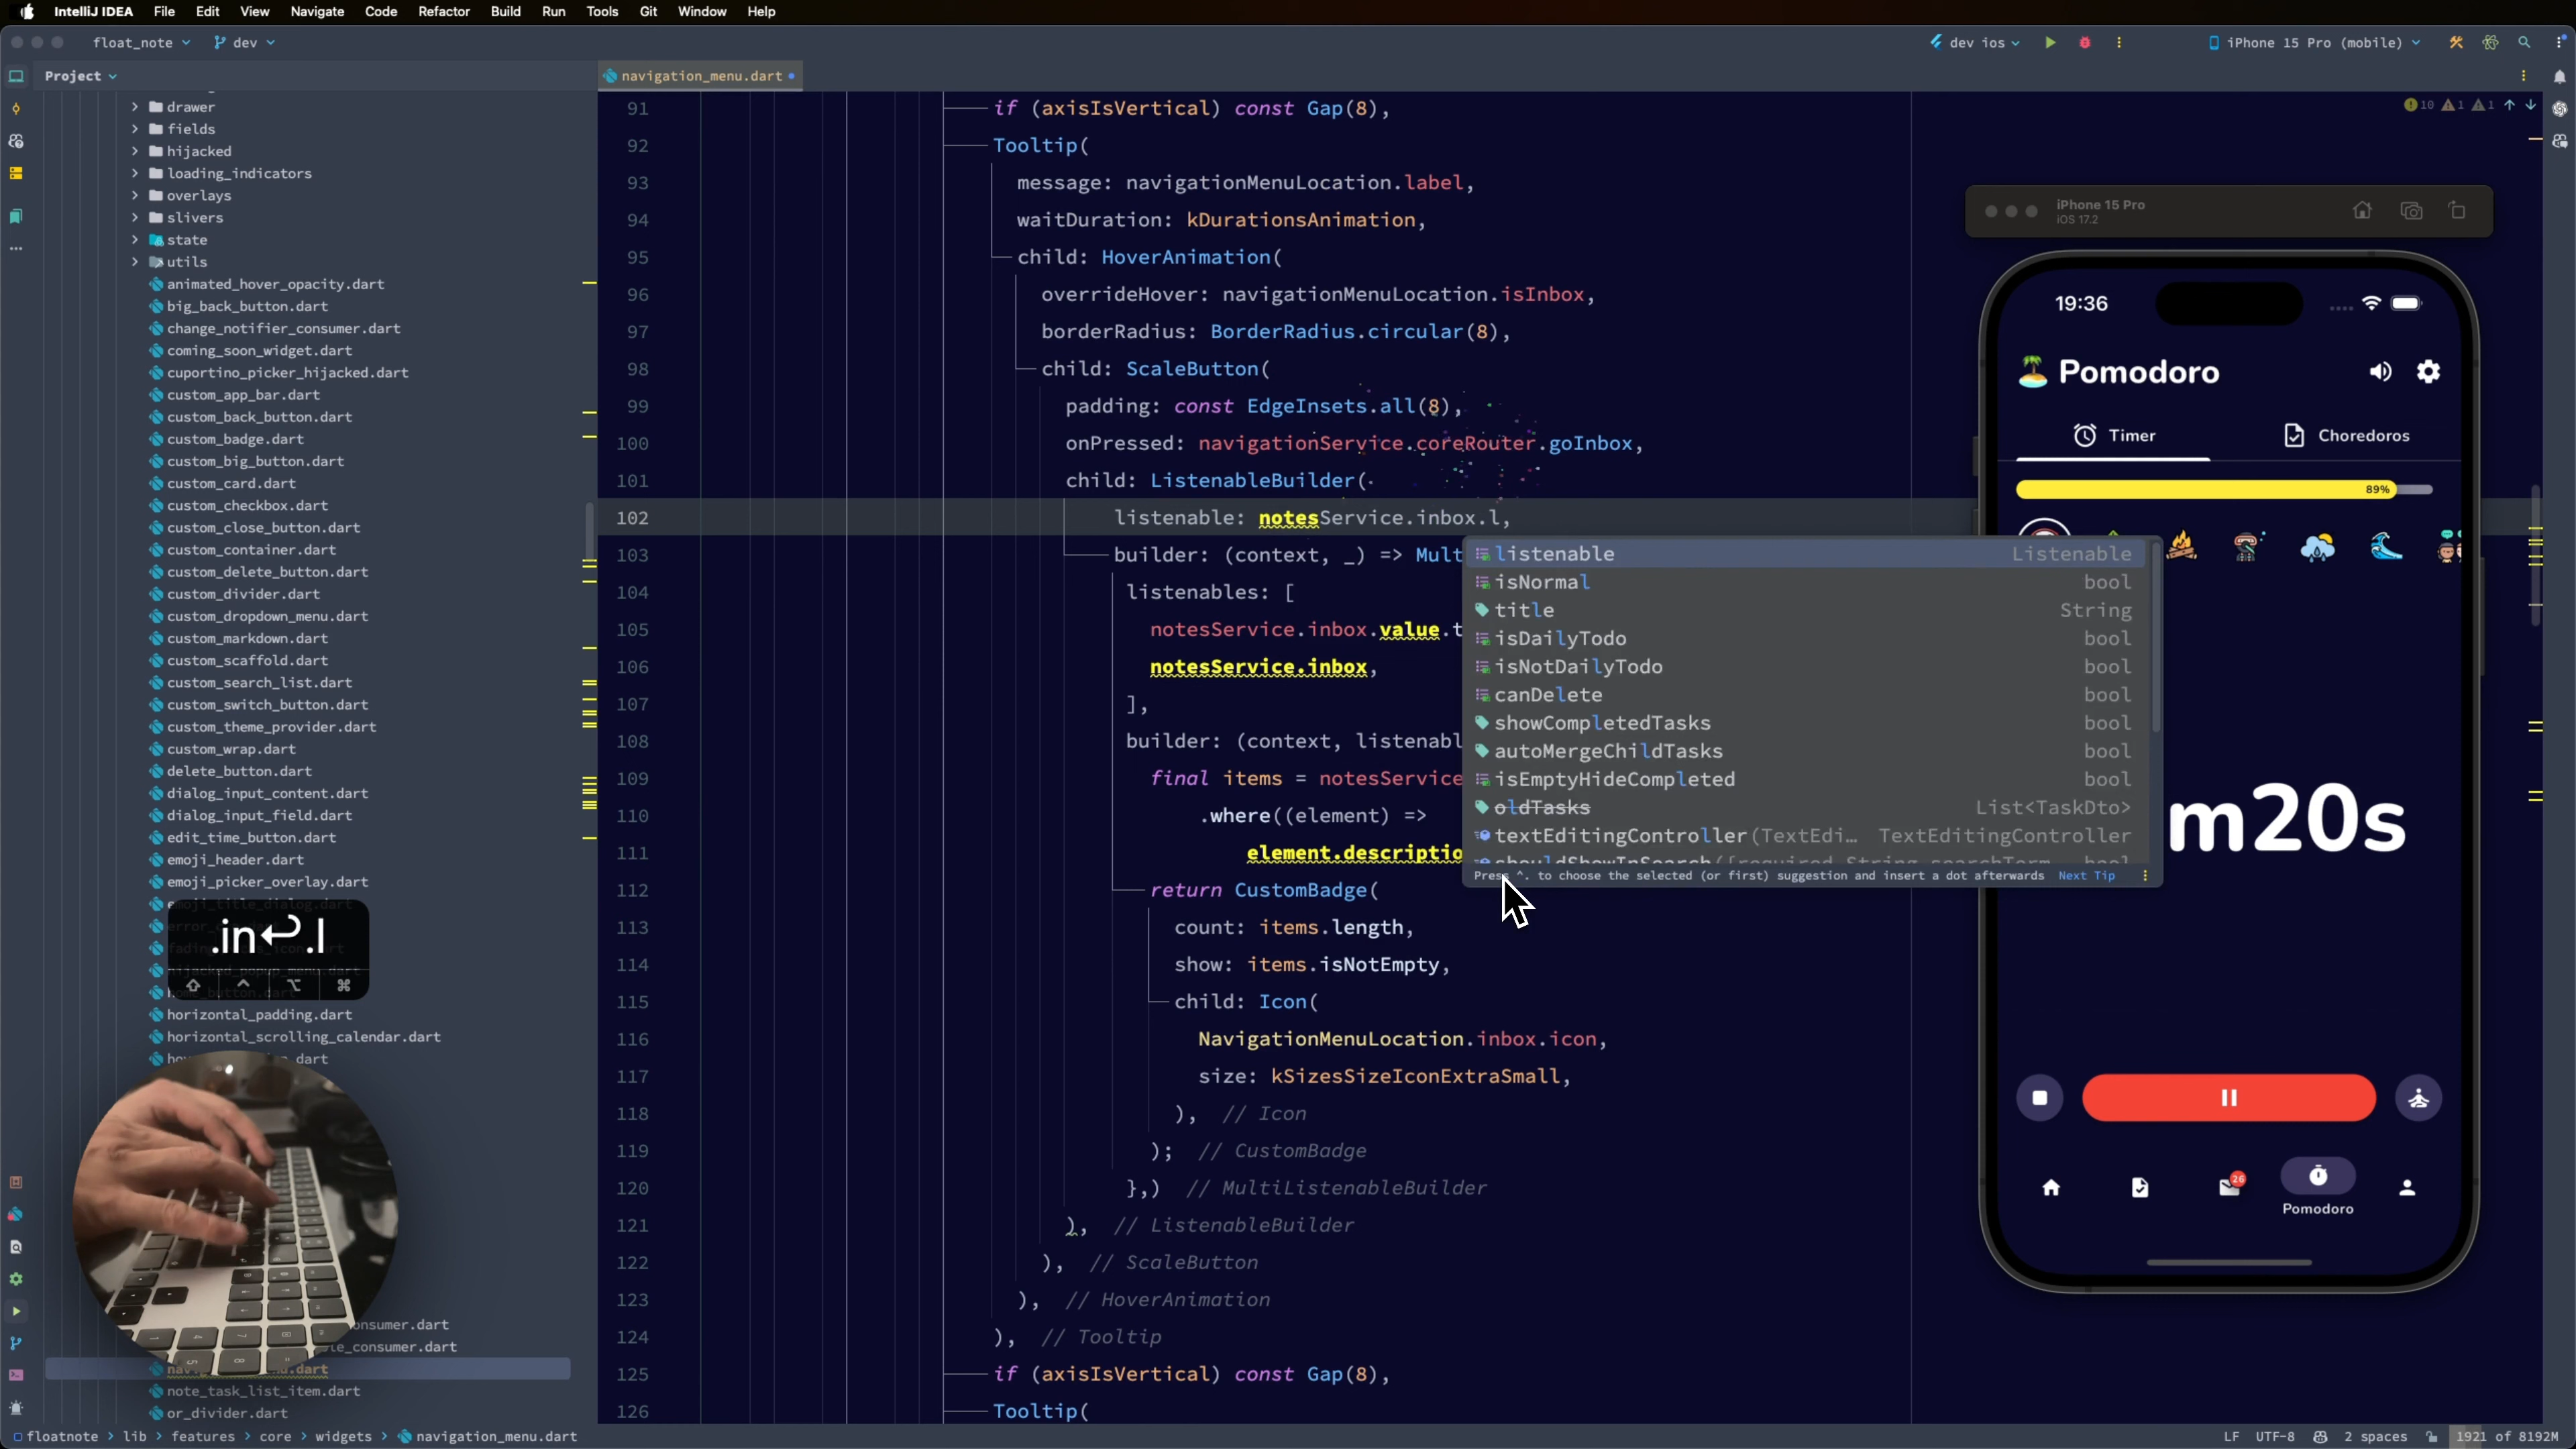 IntelliJ IDEA File Edit View Navigate Code Refactor Build Run Tools Git Window Help
float_note dev dev ios iPhone 15 Pro (mobile)
Project navigation_menu.dart
drawer
fields
hijacked
loading_indicators
overlays
slivers
state
utils
animated_hover_opacity.dart
big_back_button.dart
change_notifier_consumer.dart
coming_soon_widget.dart
cuportino_picker_hijacked.dart
custom_app_bar.dart
custom_back_button.dart
custom_badge.dart
custom_big_button.dart
custom_card.dart
custom_checkbox.dart
custom_close_button.dart
custom_container.dart
custom_delete_button.dart
custom_divider.dart
custom_dropdown_menu.dart
custom_markdown.dart
custom_scaffold.dart
custom_search_list.dart
custom_switch_button.dart
custom_theme_provider.dart
custom_wrap.dart
delete_button.dart
dialog_input_content.dart
dialog_input_field.dart
edit_time_button.dart
emoji_header.dart
emoji_picker_overlay.dart
emoji_title_dialog.dart
.in↩.l
⇧ ^ ⌥ ⌘
horizontal_padding.dart
horizontal_scrolling_calendar.dart
note_task_list_item.dart
or_divider.dart
10 1 1
91 if (axisIsVertical) const Gap(8),
92 Tooltip(
93 message: navigationMenuLocation.label,
94 waitDuration: kDurationsAnimation,
95 child: HoverAnimation(
96 overrideHover: navigationMenuLocation.isInbox,
97 borderRadius: BorderRadius.circular(8),
98 child: ScaleButton(
99 padding: const EdgeInsets.all(8),
100 onPressed: navigationService.coreRouter.goInbox,
101 child: ListenableBuilder(
102 listenable: notesService.inbox.l,
103 builder: (context, _) => Mult
104 listenables: [
105 notesService.inbox.value.t
106 notesService.inbox,
107 ],
108 builder: (context, listenabl
109 final items = notesService
110 .where((element) =>
111 element.descriptio
112 return CustomBadge(
113 count: items.length,
114 show: items.isNotEmpty,
115 child: Icon(
116 NavigationMenuLocation.inbox.icon,
117 size: kSizesSizeIconExtraSmall,
118 ), // Icon
119 ); // CustomBadge
120 },) // MultiListenableBuilder
121 ), // ListenableBuilder
122 ), // ScaleButton
123 ), // HoverAnimation
124 ), // Tooltip
125 if (axisIsVertical) const Gap(8),
126 Tooltip(
listenable Listenable
isNormal bool
title String
isDailyTodo bool
isNotDailyTodo bool
canDelete bool
showCompletedTasks bool
autoMergeChildTasks bool
isEmptyHideCompleted bool
oldTasks List<TaskDto>
textEditingController(TextEdi… TextEditingController
shouldShowInSearch({required String searchTerm bool
Press ^. to choose the selected (or first) suggestion and insert a dot afterwards Next Tip
iPhone 15 Pro
iOS 17.2
19:36
Pomodoro
Timer Choredoros
89%
m20s
26
Pomodoro
floatnote > lib > features > core > widgets > navigation_menu.dart
LF UTF-8 2 spaces 1921 of 8192M